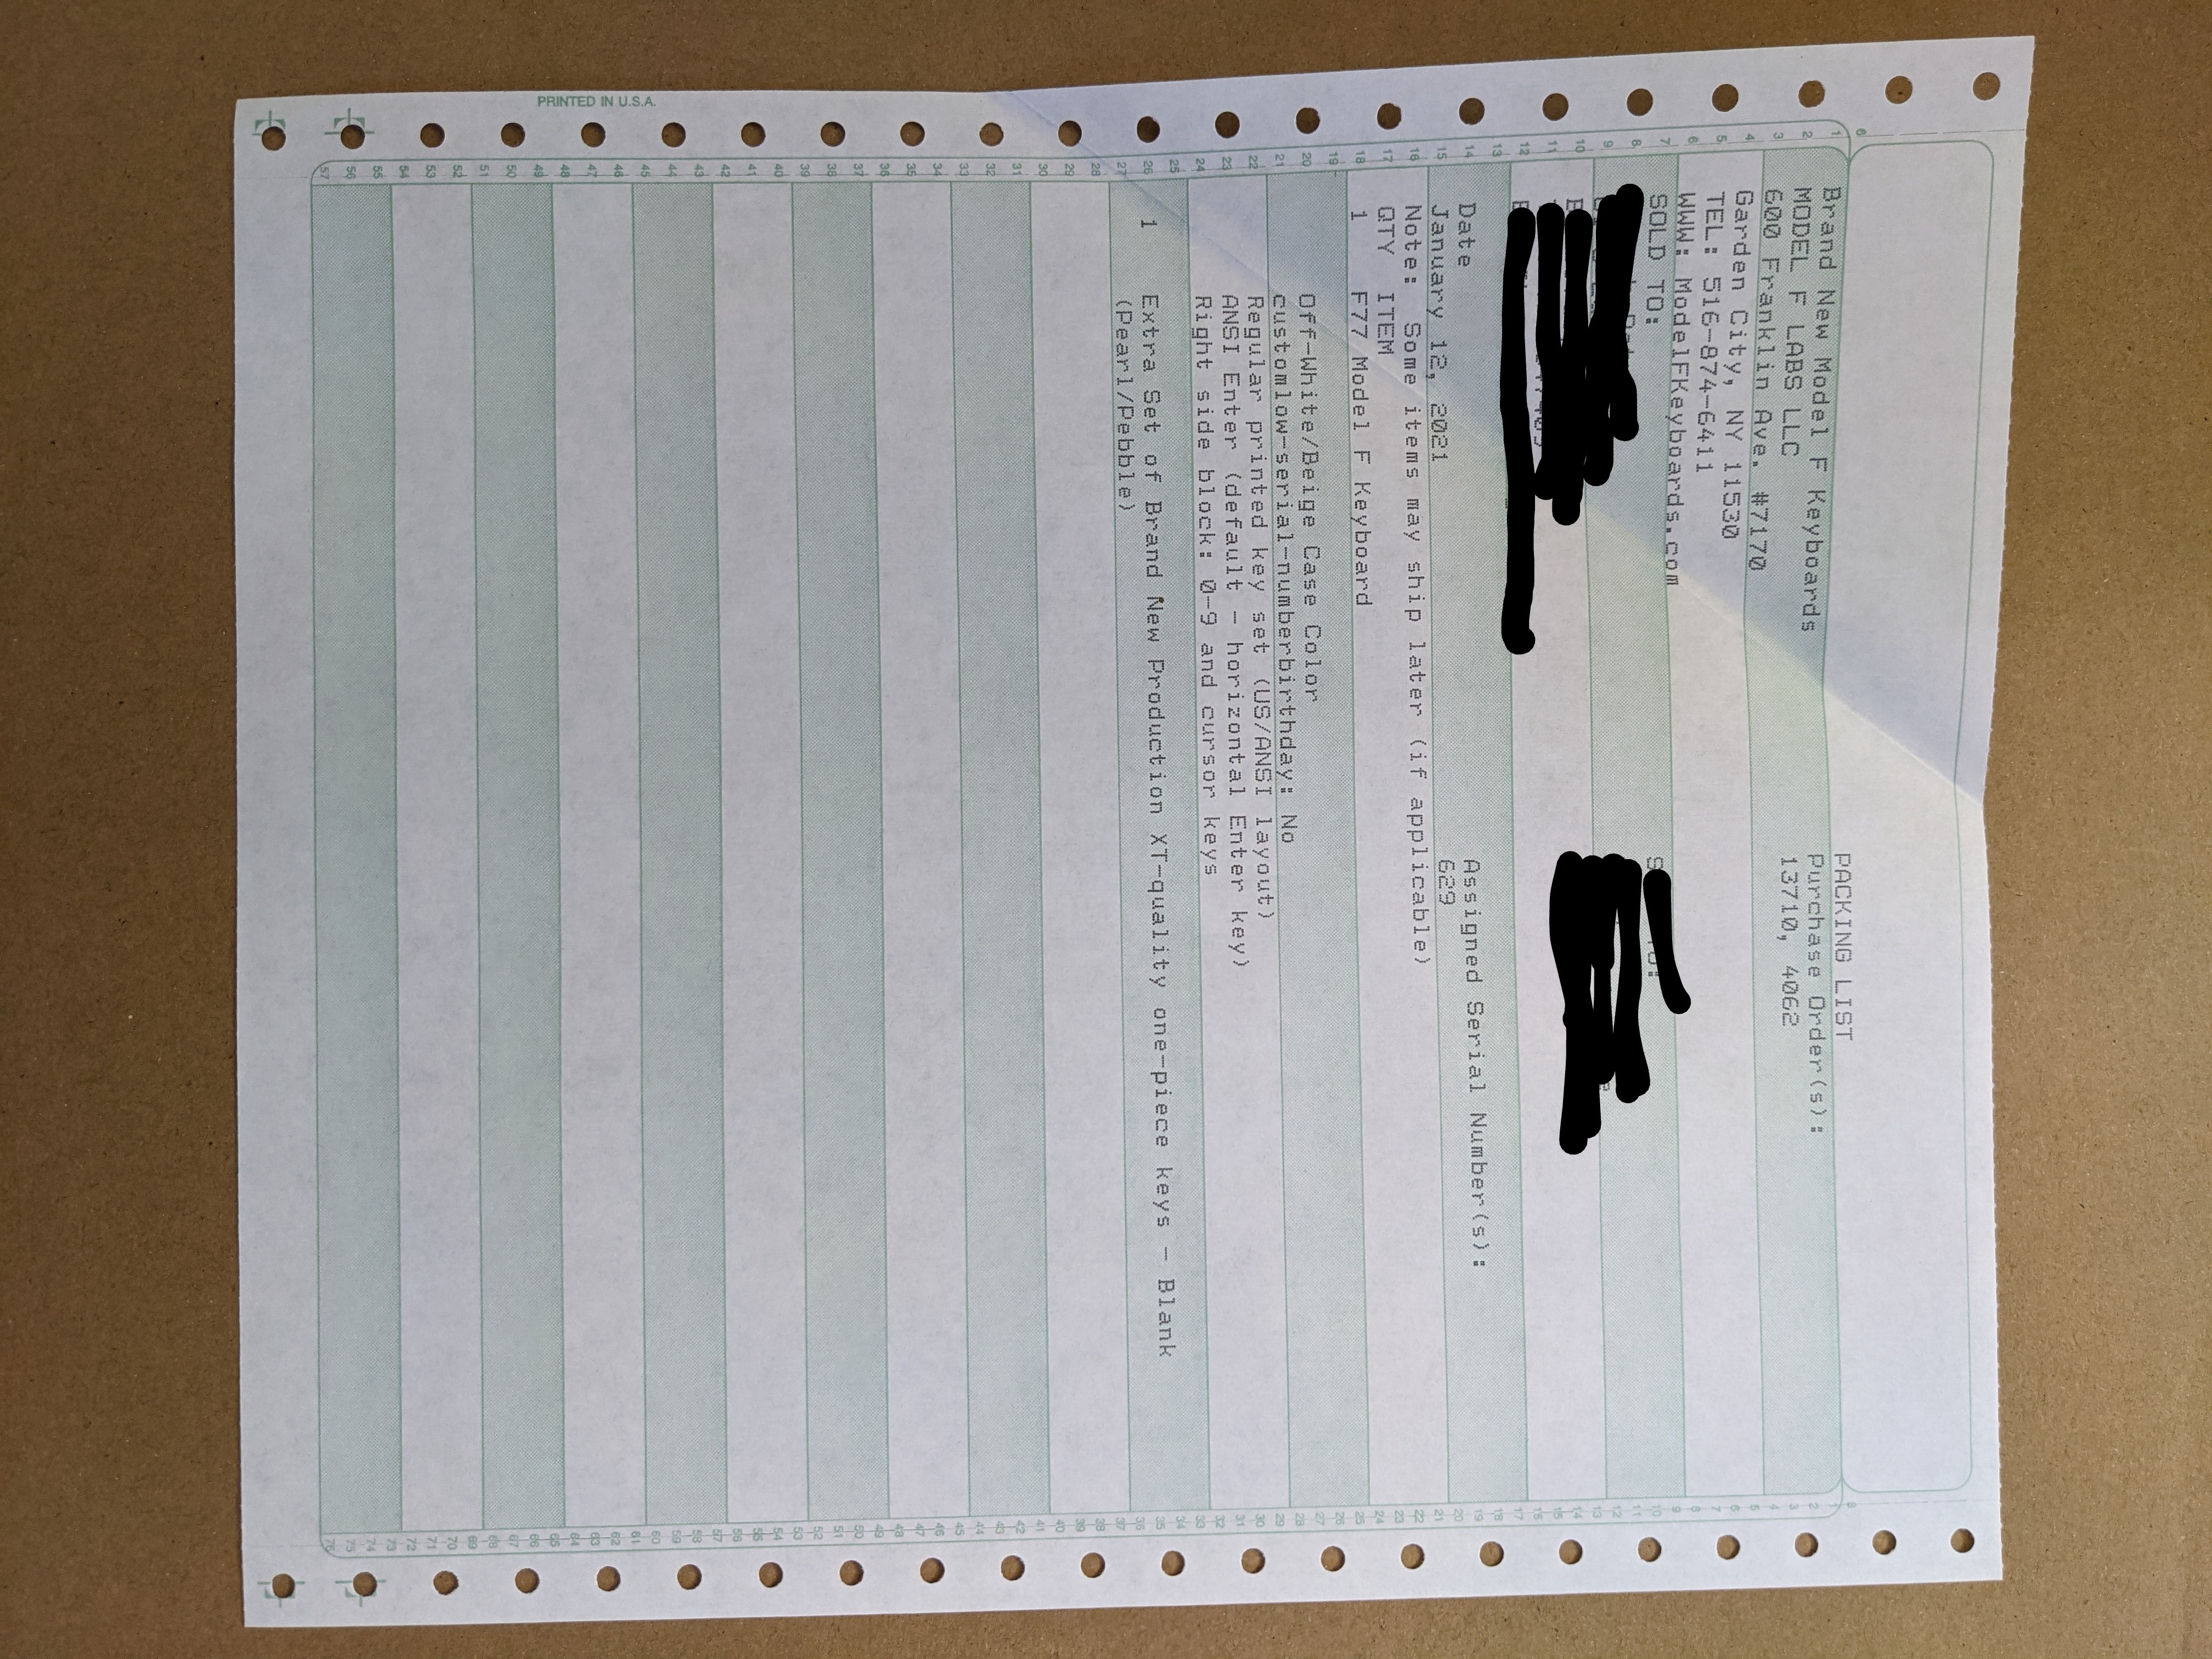 PRINTED IN U.S.A.
PACKING LIST
Brand New Model F Keyboards
Purchase Order(s):
MODEL F LABS LLC
13710, 4062
600 Franklin Ave. #7170
Garden City, NY 11530
TEL: 516-874-6411
WWW: ModelFKeyboards.com
SOLD TO:
Date
Assigned Serial Number(s):
January 12, 2021
629
Note: Some items may ship later (if applicable)
QTY ITEM
1 F77 Model F Keyboard
Off-White/Beige Case Color
customlow-serial-numberbirthday: No
Regular printed key set (US/ANSI layout)
ANSI Enter (default - horizontal Enter key)
Right side block: 0-9 and cursor keys
1 Extra Set of Brand New Production XT-quality one-piece keys - Blank
(Pearl/Pebble)